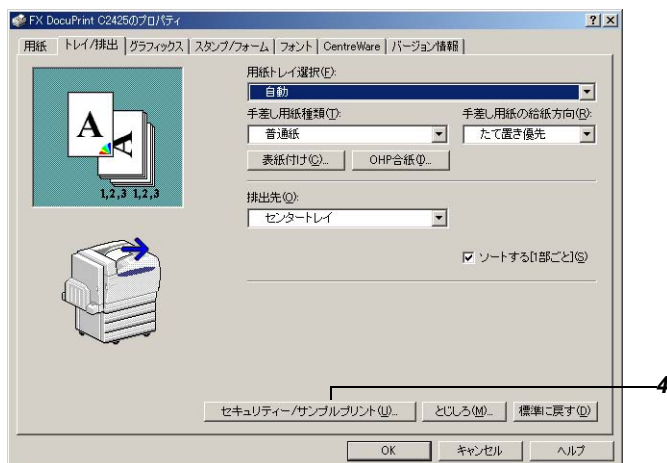 FX DocuPrint C2425のプロパティ
用紙 トレイ/排出 グラフィックス スタンプ/フォーム フォント CentreWare バージョン情報
用紙トレイ選択(F):
自動
手差し用紙種類(T): 手差し用紙の給紙方向(R):
普通紙 たて置き優先
表紙付け(C)... OHP合紙(I)...
A
A
1,2,3 1,2,3
排出先(O):
センタートレイ
ソートする[1部ごと](S)
4
セキュリティー/サンプルプリント(U)... とじしろ(M)... 標準に戻す(D)
OK キャンセル ヘルプ